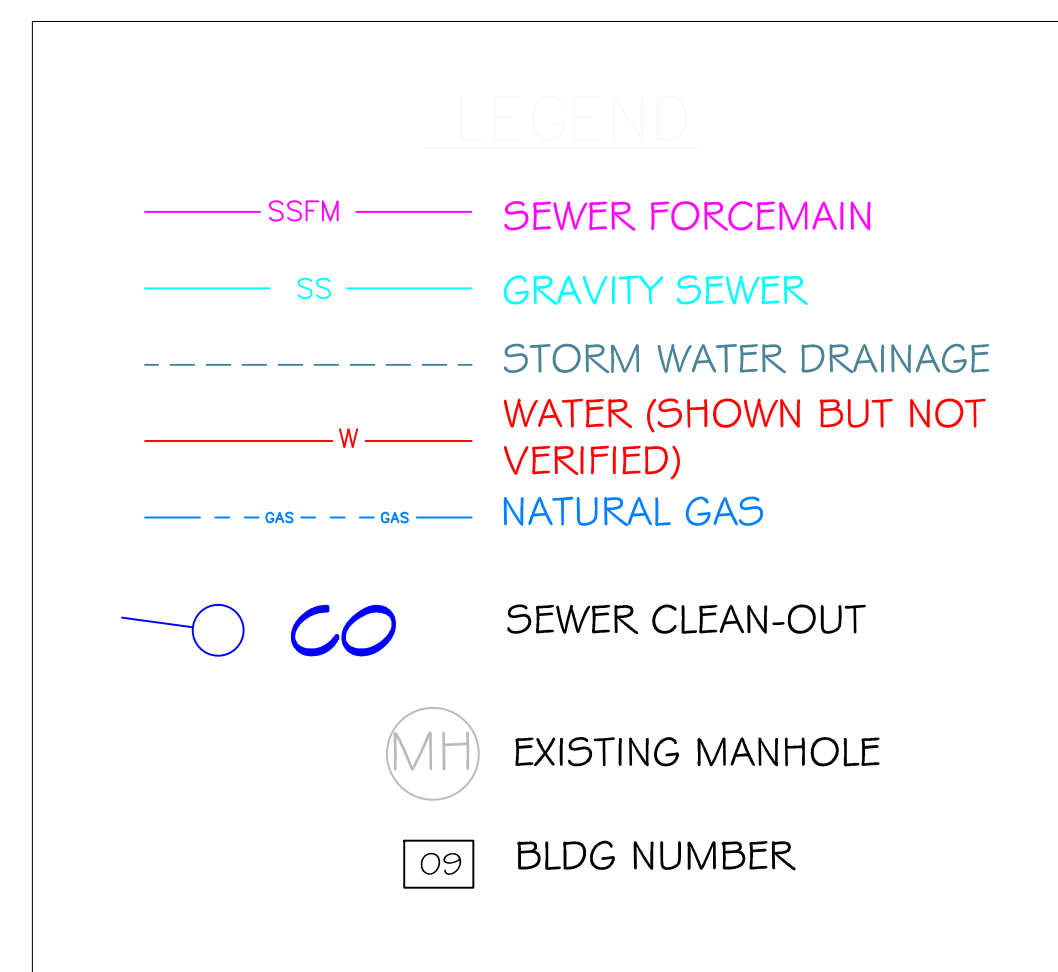 LEGEND
SSFM SEWER FORCEMAIN
SS GRAVITY SEWER
STORM WATER DRAINAGE
W WATER (SHOWN BUT NOT
VERIFIED)
GAS GAS NATURAL GAS
CO SEWER CLEAN-OUT
MH EXISTING MANHOLE
09 BLDG NUMBER